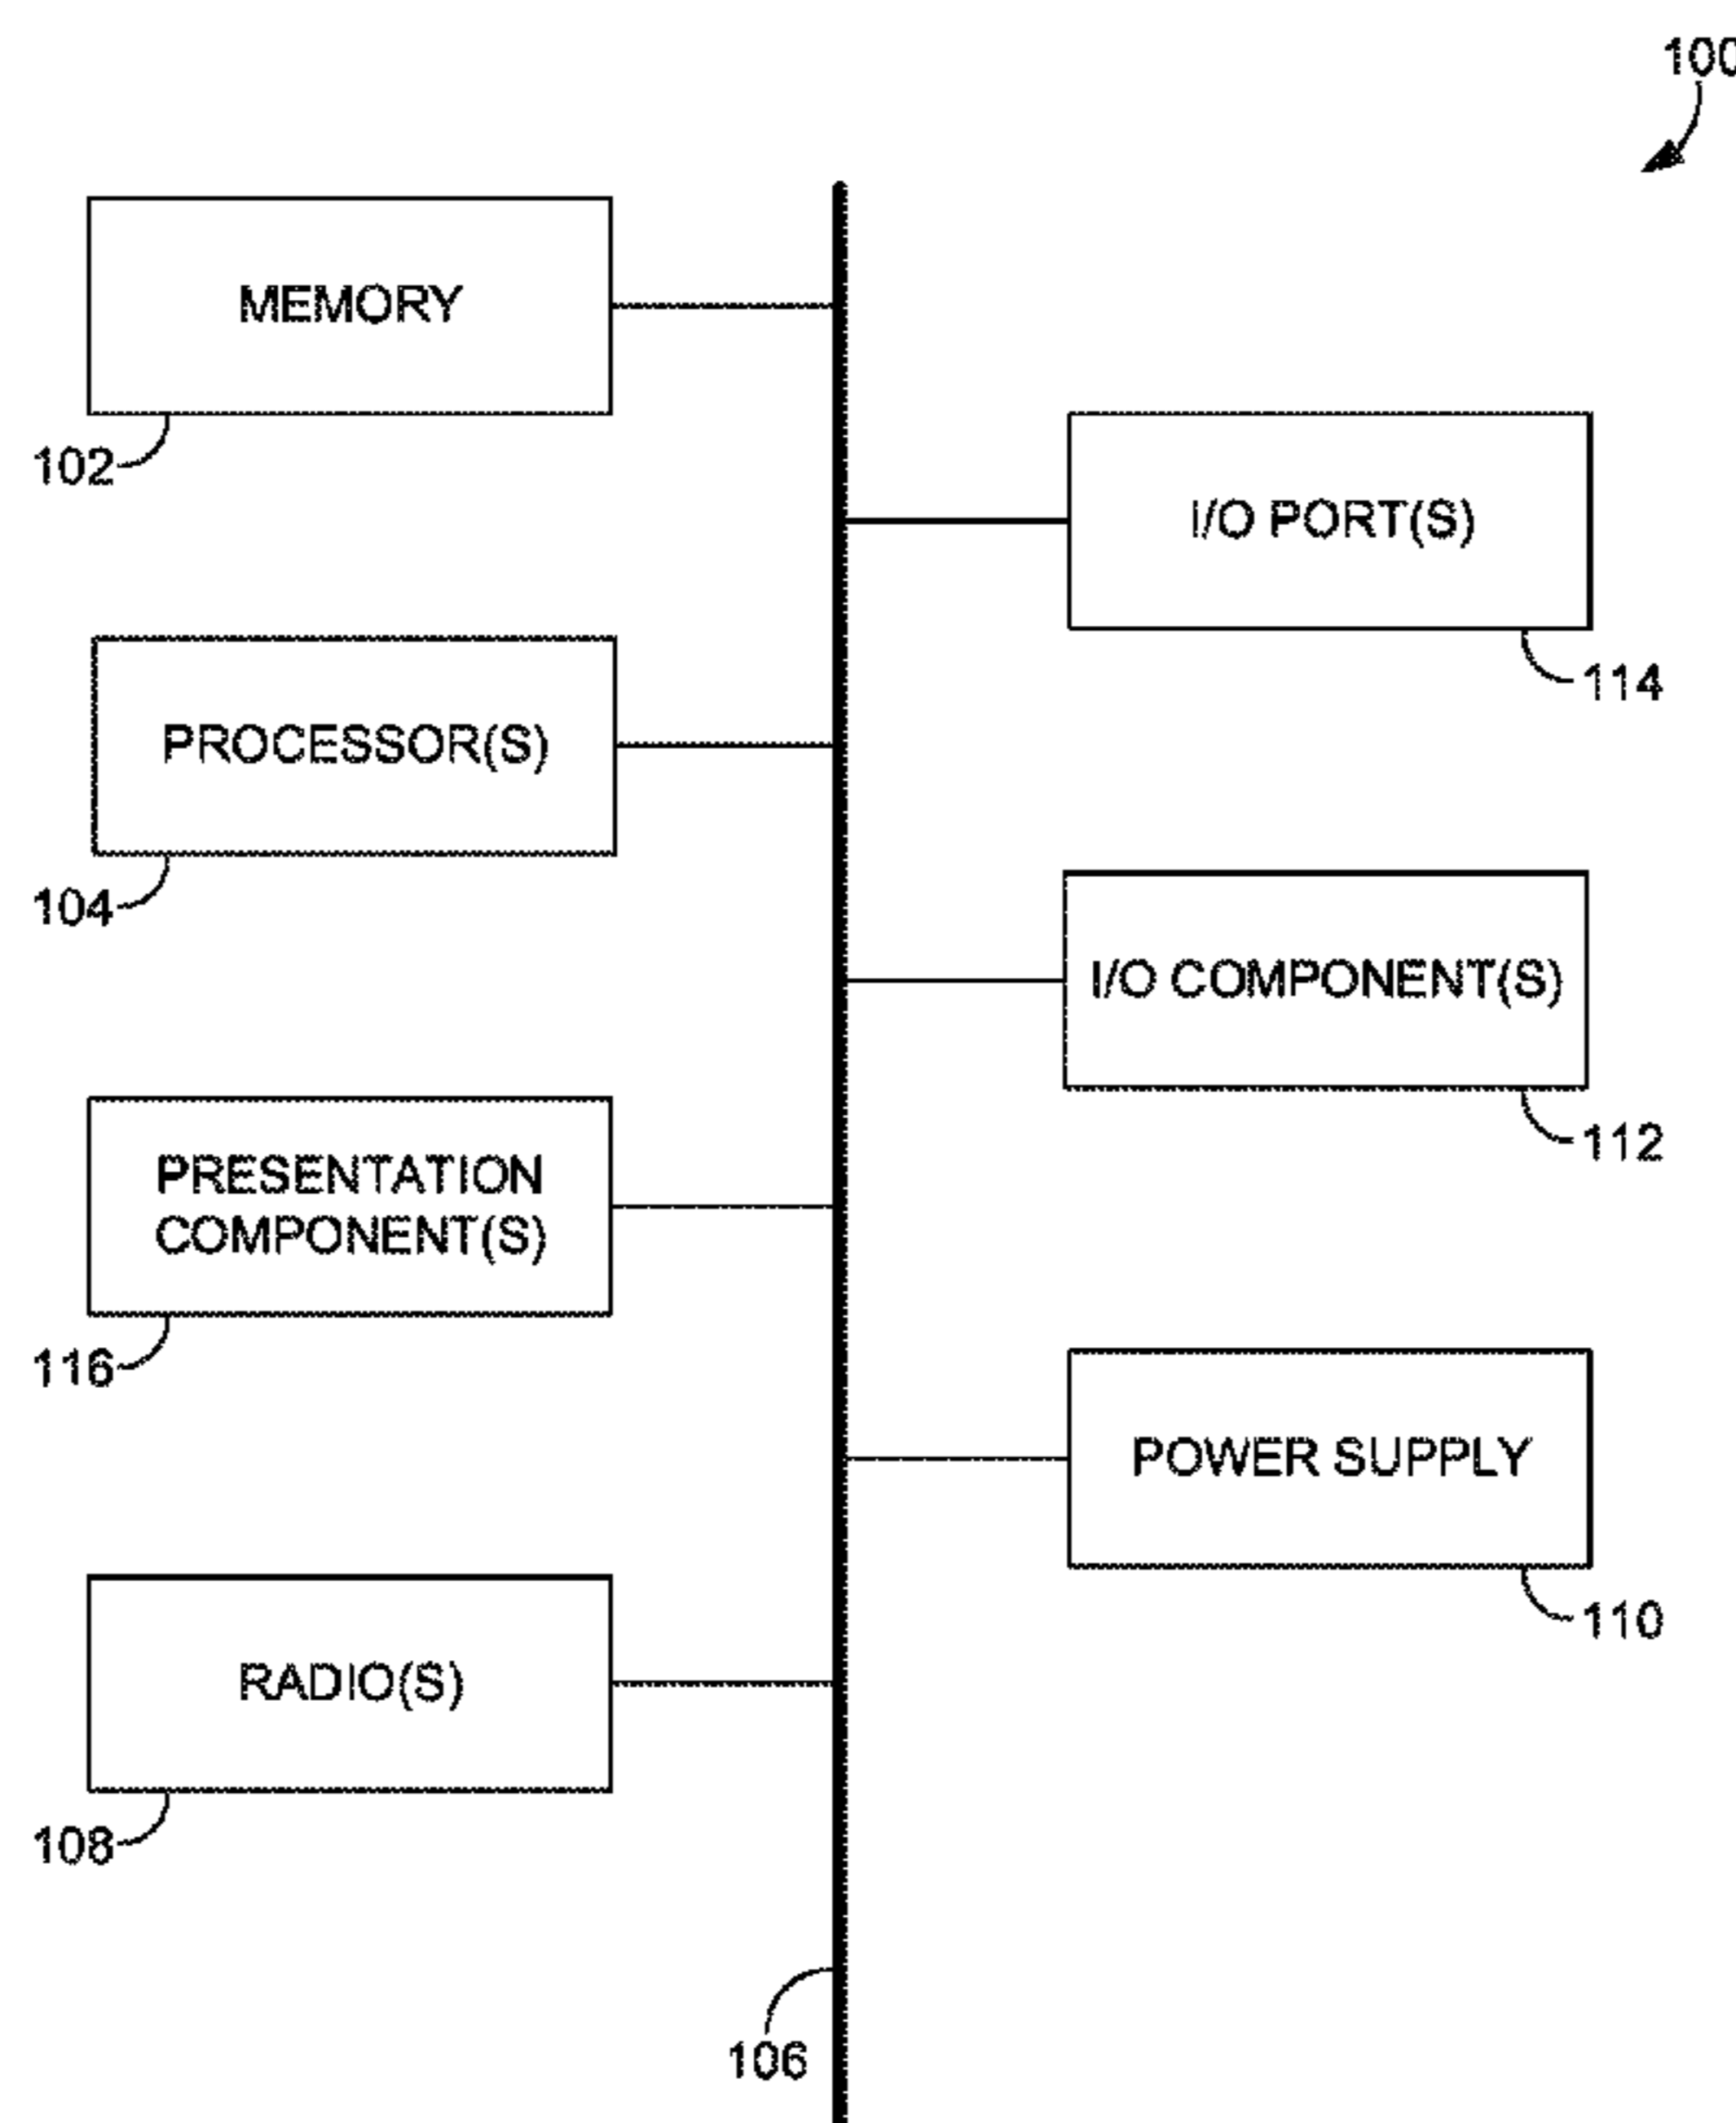 100
MEMORY
102
I/O PORT(S)
114
PROCESSOR(S)
104
I/O COMPONENT(S)
112
PRESENTATION
COMPONENT(S)
116
POWER SUPPLY
110
RADIO(S)
108
106